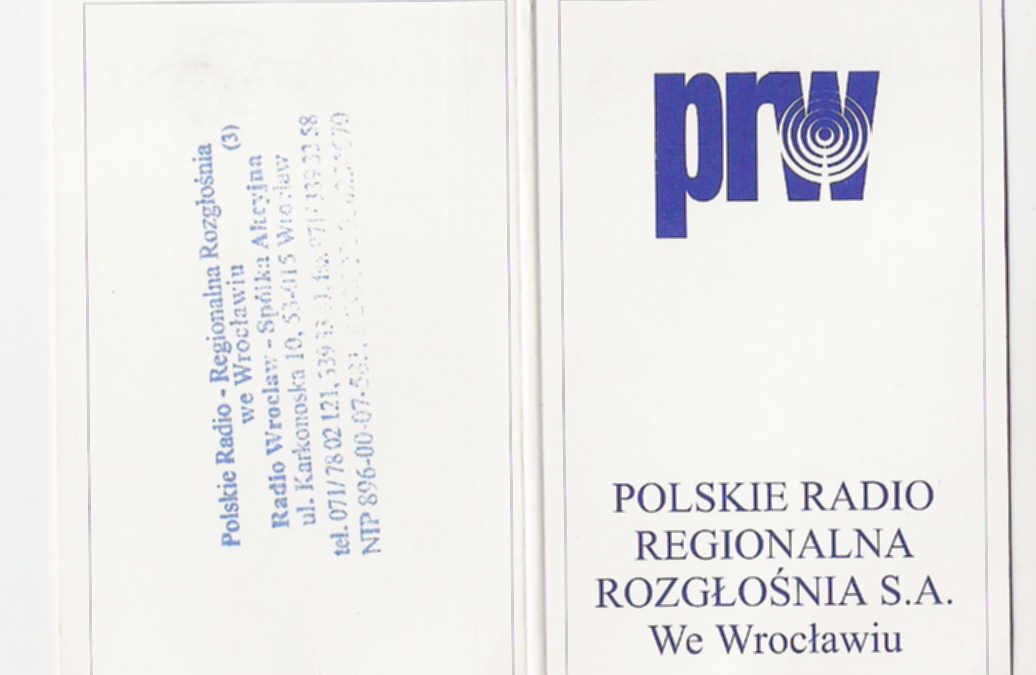 Polskie Radio - Regionalna Rozgłośnia
we Wrocławiu (3)
Radio Wrocław - Spółka Akcyjna
ul. Karkonoska 10, 53-015 Wrocław
tel. 071/78 02 121, 339 33 58
NIP 896-00-07
prw
POLSKIE RADIO
REGIONALNA
ROZGŁOŚNIA S.A.
We Wrocławiu